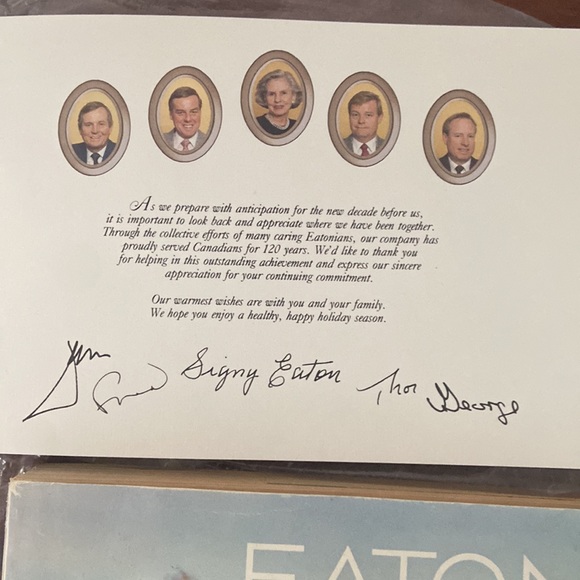 As we prepare with anticipation for the new decade before us,
it is important to look back and appreciate where we have been together.
Through the collective efforts of many caring Eatonians, our company has
proudly served Canadians for 120 years. We'd like to thank you
for helping in this outstanding achievement and express our sincere
appreciation for your continuing commitment.
Our warmest wishes are with you and your family.
We hope you enjoy a healthy, happy holiday season.
Signy Eaton Thor George
EATON